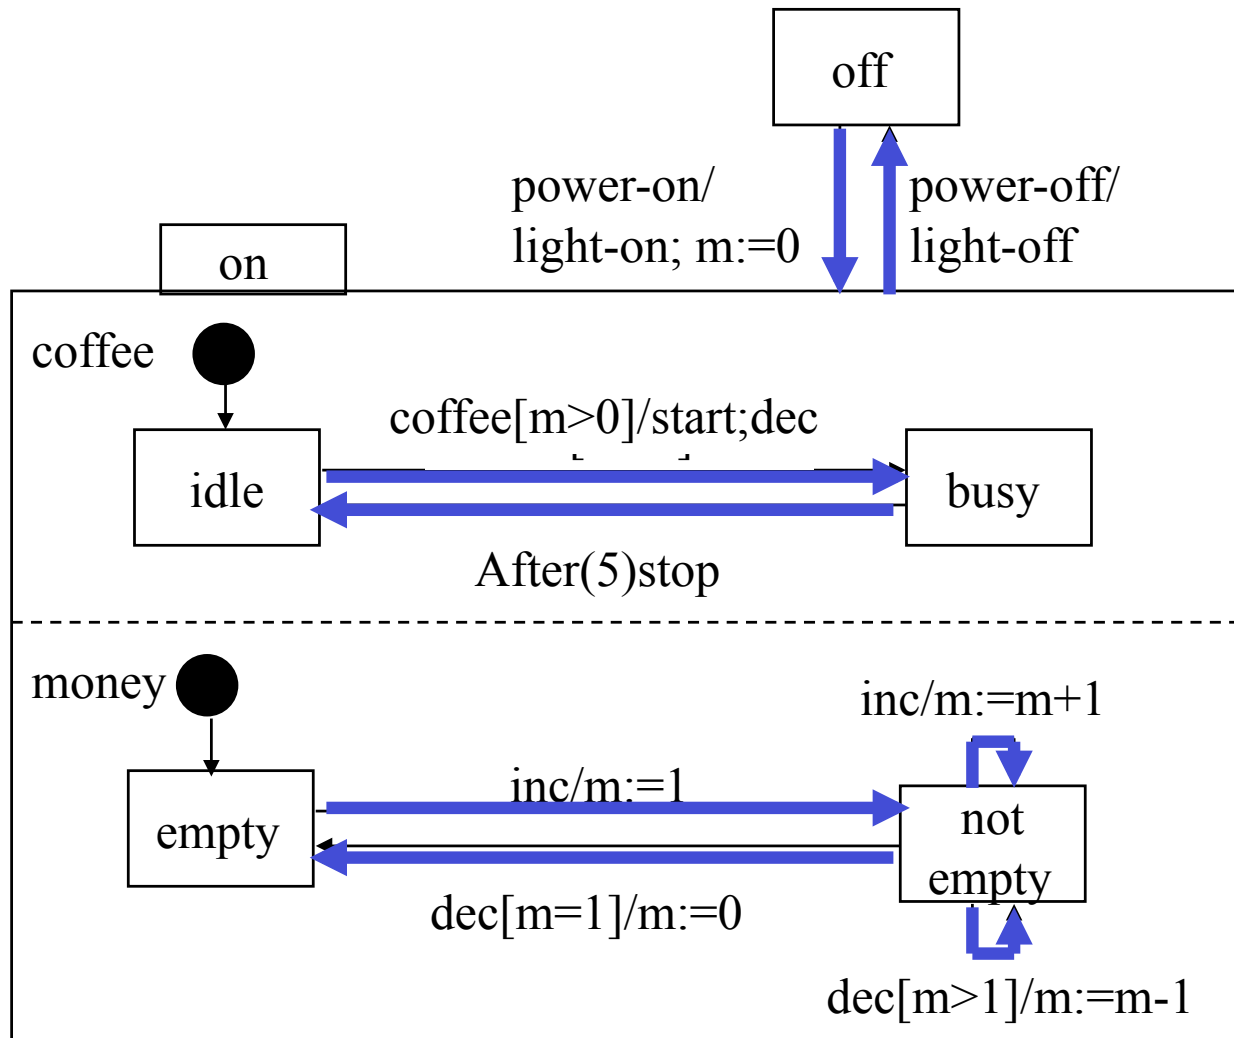 off
power-on/
light-on; m:=0
power-off/
light-off
on
coffee
coffee[m>0]/start;dec
idle
busy
After(5)stop
money
inc/m:=m+1
inc/m:=1
empty
not
empty
dec[m=1]/m:=0
dec[m>1]/m:=m-1